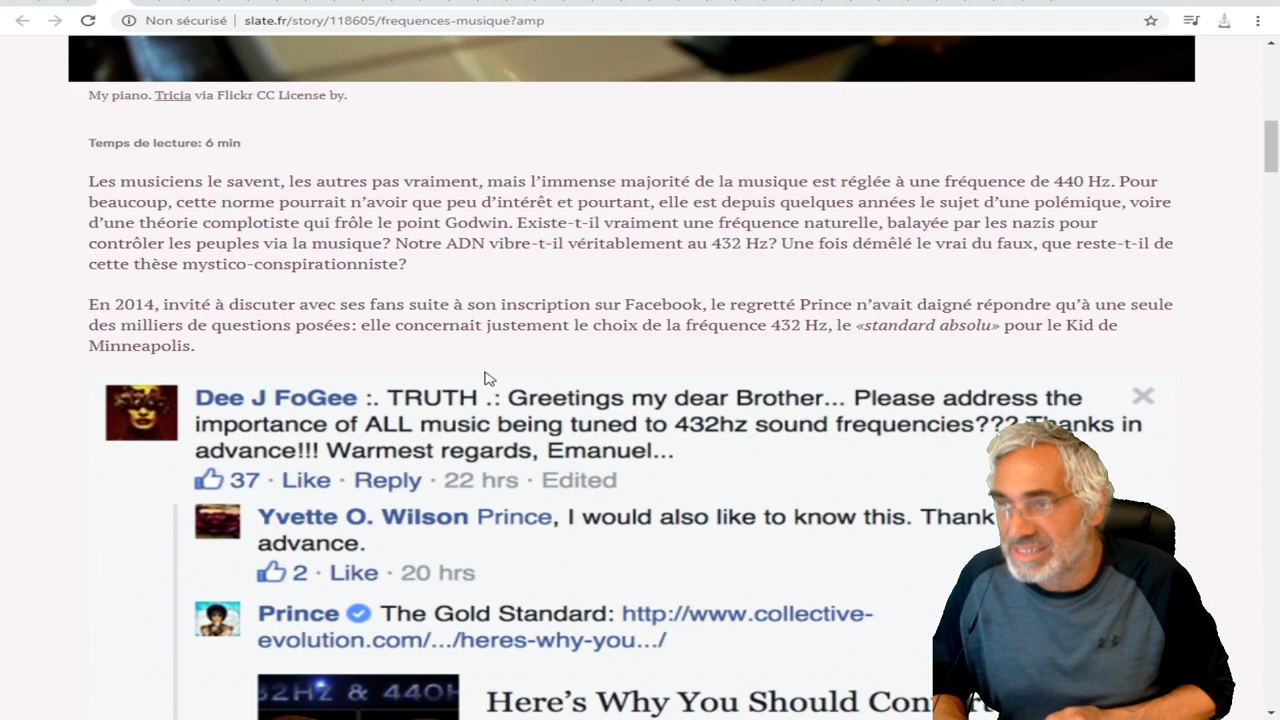 Non sécurisé | slate.fr/story/118605/frequences-musique?amp
My piano. Tricia via Flickr CC License by.
Temps de lecture: 6 min
Les musiciens le savent, les autres pas vraiment, mais l’immense majorité de la musique est réglée à une fréquence de 440 Hz. Pour
beaucoup, cette norme pourrait n’avoir que peu d’intérêt et pourtant, elle est depuis quelques années le sujet d’une polémique, voire
d’une théorie complotiste qui frôle le point Godwin. Existe-t-il vraiment une fréquence naturelle, balayée par les nazis pour
contrôler les peuples via la musique? Notre ADN vibre-t-il véritablement au 432 Hz? Une fois démêlé le vrai du faux, que reste-t-il de
cette thèse mystico-conspirationniste?
En 2014, invité à discuter avec ses fans suite à son inscription sur Facebook, le regretté Prince n’avait daigné répondre qu’à une seule
des milliers de questions posées: elle concernait justement le choix de la fréquence 432 Hz, le «standard absolu» pour le Kid de
Minneapolis.
Dee J FoGee :. TRUTH .: Greetings my dear Brother... Please address the
importance of ALL music being tuned to 432hz sound frequencies??? Thanks in
advance!!! Warmest regards, Emanuel...
37 · Like · Reply · 22 hrs · Edited
Yvette O. Wilson Prince, I would also like to know this. Thank
advance.
2 · Like · 20 hrs
Prince The Gold Standard: http://www.collective-
evolution.com/.../heres-why-you.../
32HZ & 440H
Here’s Why You Should